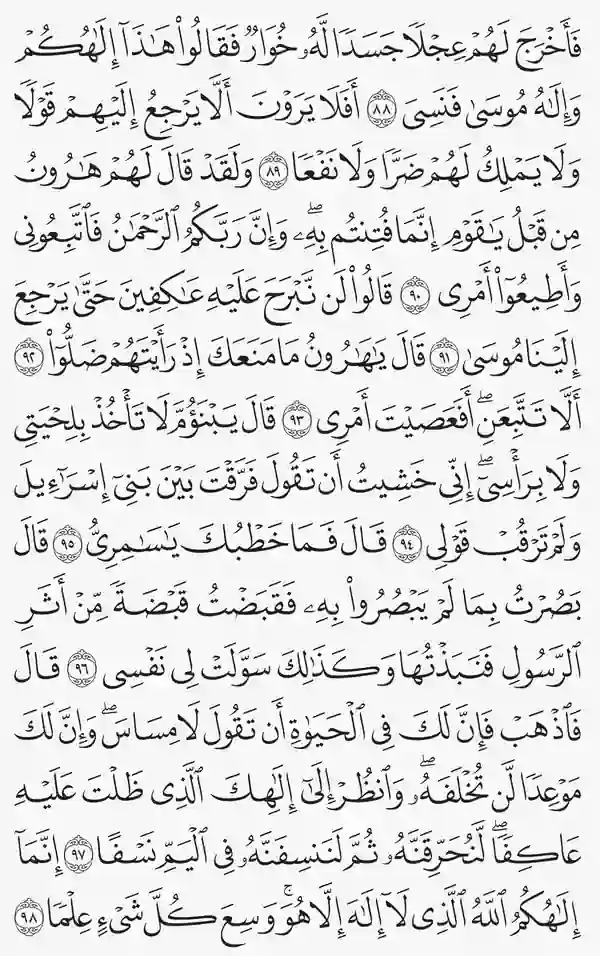 فَأَخْرَجَ لَهُمْ عِجْلًا جَسَدًا لَّهُۥ خُوَارٌ فَقَالُوا۟ هَـٰذَآ إِلَـٰهُكُمْ
وَإِلَـٰهُ مُوسَىٰ فَنَسِىَ ٨٨ أَفَلَا يَرَوْنَ أَلَّا يَرْجِعُ إِلَيْهِمْ قَوْلًا
وَلَا يَمْلِكُ لَهُمْ ضَرًّا وَلَا نَفْعًا ٨٩ وَلَقَدْ قَالَ لَهُمْ هَـٰرُونُ
مِن قَبْلُ يَـٰقَوْمِ إِنَّمَا فُتِنتُم بِهِۦ ۖ وَإِنَّ رَبَّكُمُ ٱلرَّحْمَـٰنُ فَٱتَّبِعُونِى
وَأَطِيعُوٓا۟ أَمْرِى ٩٠ قَالُوا۟ لَن نَّبْرَحَ عَلَيْهِ عَـٰكِفِينَ حَتَّىٰ يَرْجِعَ
إِلَيْنَا مُوسَىٰ ٩١ قَالَ يَـٰهَـٰرُونُ مَا مَنَعَكَ إِذْ رَأَيْتَهُمْ ضَلُّوٓا۟ ٩٢
أَلَّا تَتَّبِعَنِ ۖ أَفَعَصَيْتَ أَمْرِى ٩٣ قَالَ يَبْنَؤُمَّ لَا تَأْخُذْ بِلِحْيَتِى
وَلَا بِرَأْسِىٓ ۖ إِنِّى خَشِيتُ أَن تَقُولَ فَرَّقْتَ بَيْنَ بَنِىٓ إِسْرَٰٓءِيلَ
وَلَمْ تَرْقُبْ قَوْلِى ٩٤ قَالَ فَمَا خَطْبُكَ يَـٰسَـٰمِرِىُّ ٩٥ قَالَ
بَصُرْتُ بِمَا لَمْ يَبْصُرُوا۟ بِهِۦ فَقَبَضْتُ قَبْضَةً مِّنْ أَثَرِ
ٱلرَّسُولِ فَنَبَذْتُهَا وَكَذَٰلِكَ سَوَّلَتْ لِى نَفْسِى ٩٦ قَالَ
فَٱذْهَبْ فَإِنَّ لَكَ فِى ٱلْحَيَوٰةِ أَن تَقُولَ لَا مِسَاسَ ۖ وَإِنَّ لَكَ
مَوْعِدًا لَّن تُخْلَفَهُۥ ۖ وَٱنظُرْ إِلَىٰٓ إِلَـٰهِكَ ٱلَّذِى ظَلْتَ عَلَيْهِ
عَاكِفًا ۖ لَّنُحَرِّقَنَّهُۥ ثُمَّ لَنَنسِفَنَّهُۥ فِى ٱلْيَمِّ نَسْفًا ٩٧ إِنَّمَآ
إِلَـٰهُكُمُ ٱللَّهُ ٱلَّذِى لَآ إِلَـٰهَ إِلَّا هُوَ ۚ وَسِعَ كُلَّ شَىْءٍ عِلْمًا ٩٨